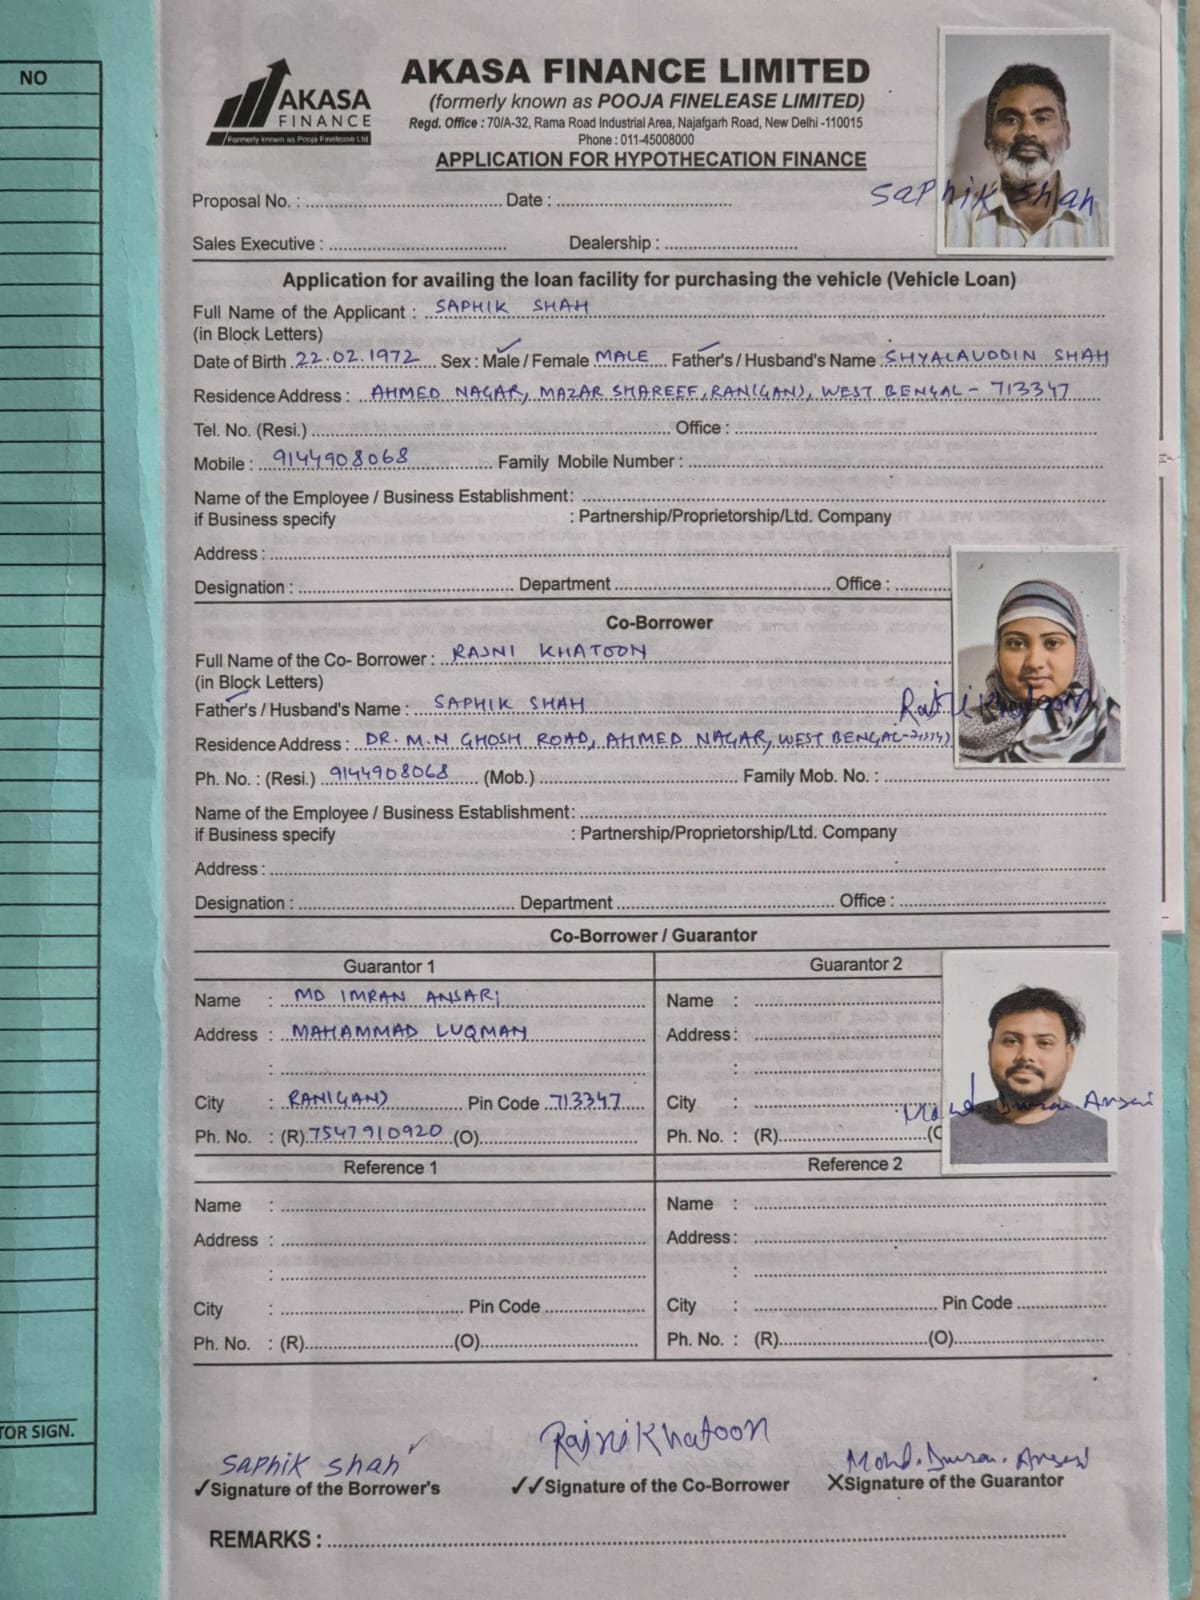 NO
AKASA
FINANCE
Formerly known as Pooja Finelease Ltd
AKASA FINANCE LIMITED
(formerly known as POOJA FINELEASE LIMITED)
Regd. Office : 70/A-32, Rama Road Industrial Area, Najafgarh Road, New Delhi -110015
Phone : 011-45008000
APPLICATION FOR HYPOTHECATION FINANCE
Saphik Shah
Proposal No. : Date :
Sales Executive : Dealership :
Application for availing the loan facility for purchasing the vehicle (Vehicle Loan)
Full Name of the Applicant : SAPHIK SHAH
(in Block Letters)
Date of Birth 22.02.1972 Sex : Male / Female MALE Father's / Husband's Name SHYALAUDDIN SHAH
Residence Address : AHMED NAGAR, MAZAR SHAREEF, RANIGANJ, WEST BENGAL - 713347
Tel. No. (Resi.) Office :
Mobile : 9144908068 Family Mobile Number :
Name of the Employee / Business Establishment :
if Business specify : Partnership/Proprietorship/Ltd. Company
Address :
Designation : Department Office :
Co-Borrower
Full Name of the Co- Borrower : RAJNI KHATOON
(in Block Letters)
Father's / Husband's Name : SAPHIK SHAH
Rajni Khatoon
Residence Address : DR. M.N GHOSH ROAD, AHMED NAGAR, WEST BENGAL-
Ph. No. : (Resi.) 9144908068 (Mob.) Family Mob. No. :
Name of the Employee / Business Establishment :
if Business specify : Partnership/Proprietorship/Ltd. Company
Address :
Designation : Department Office :
Co-Borrower / Guarantor
Guarantor 1 Guarantor 2
Name : MD IMRAN ANSARI Name :
Address : MAHAMMAD LUQMAN Address :
: :
City : RANIGANJ Pin Code 713347 City :
Mohd. Imran. Ansari
Ph. No. : (R) 7547910920 (O) Ph. No. : (R)
Reference 1 Reference 2
Name : Name :
Address : Address :
: :
City : Pin Code City : Pin Code
Ph. No. : (R) (O) Ph. No. : (R) (O)
TOR SIGN.
Saphik Shah Rajni Khatoon Mohd. Imran. Ansari
✓Signature of the Borrower's ✓✓Signature of the Co-Borrower XSignature of the Guarantor
REMARKS :